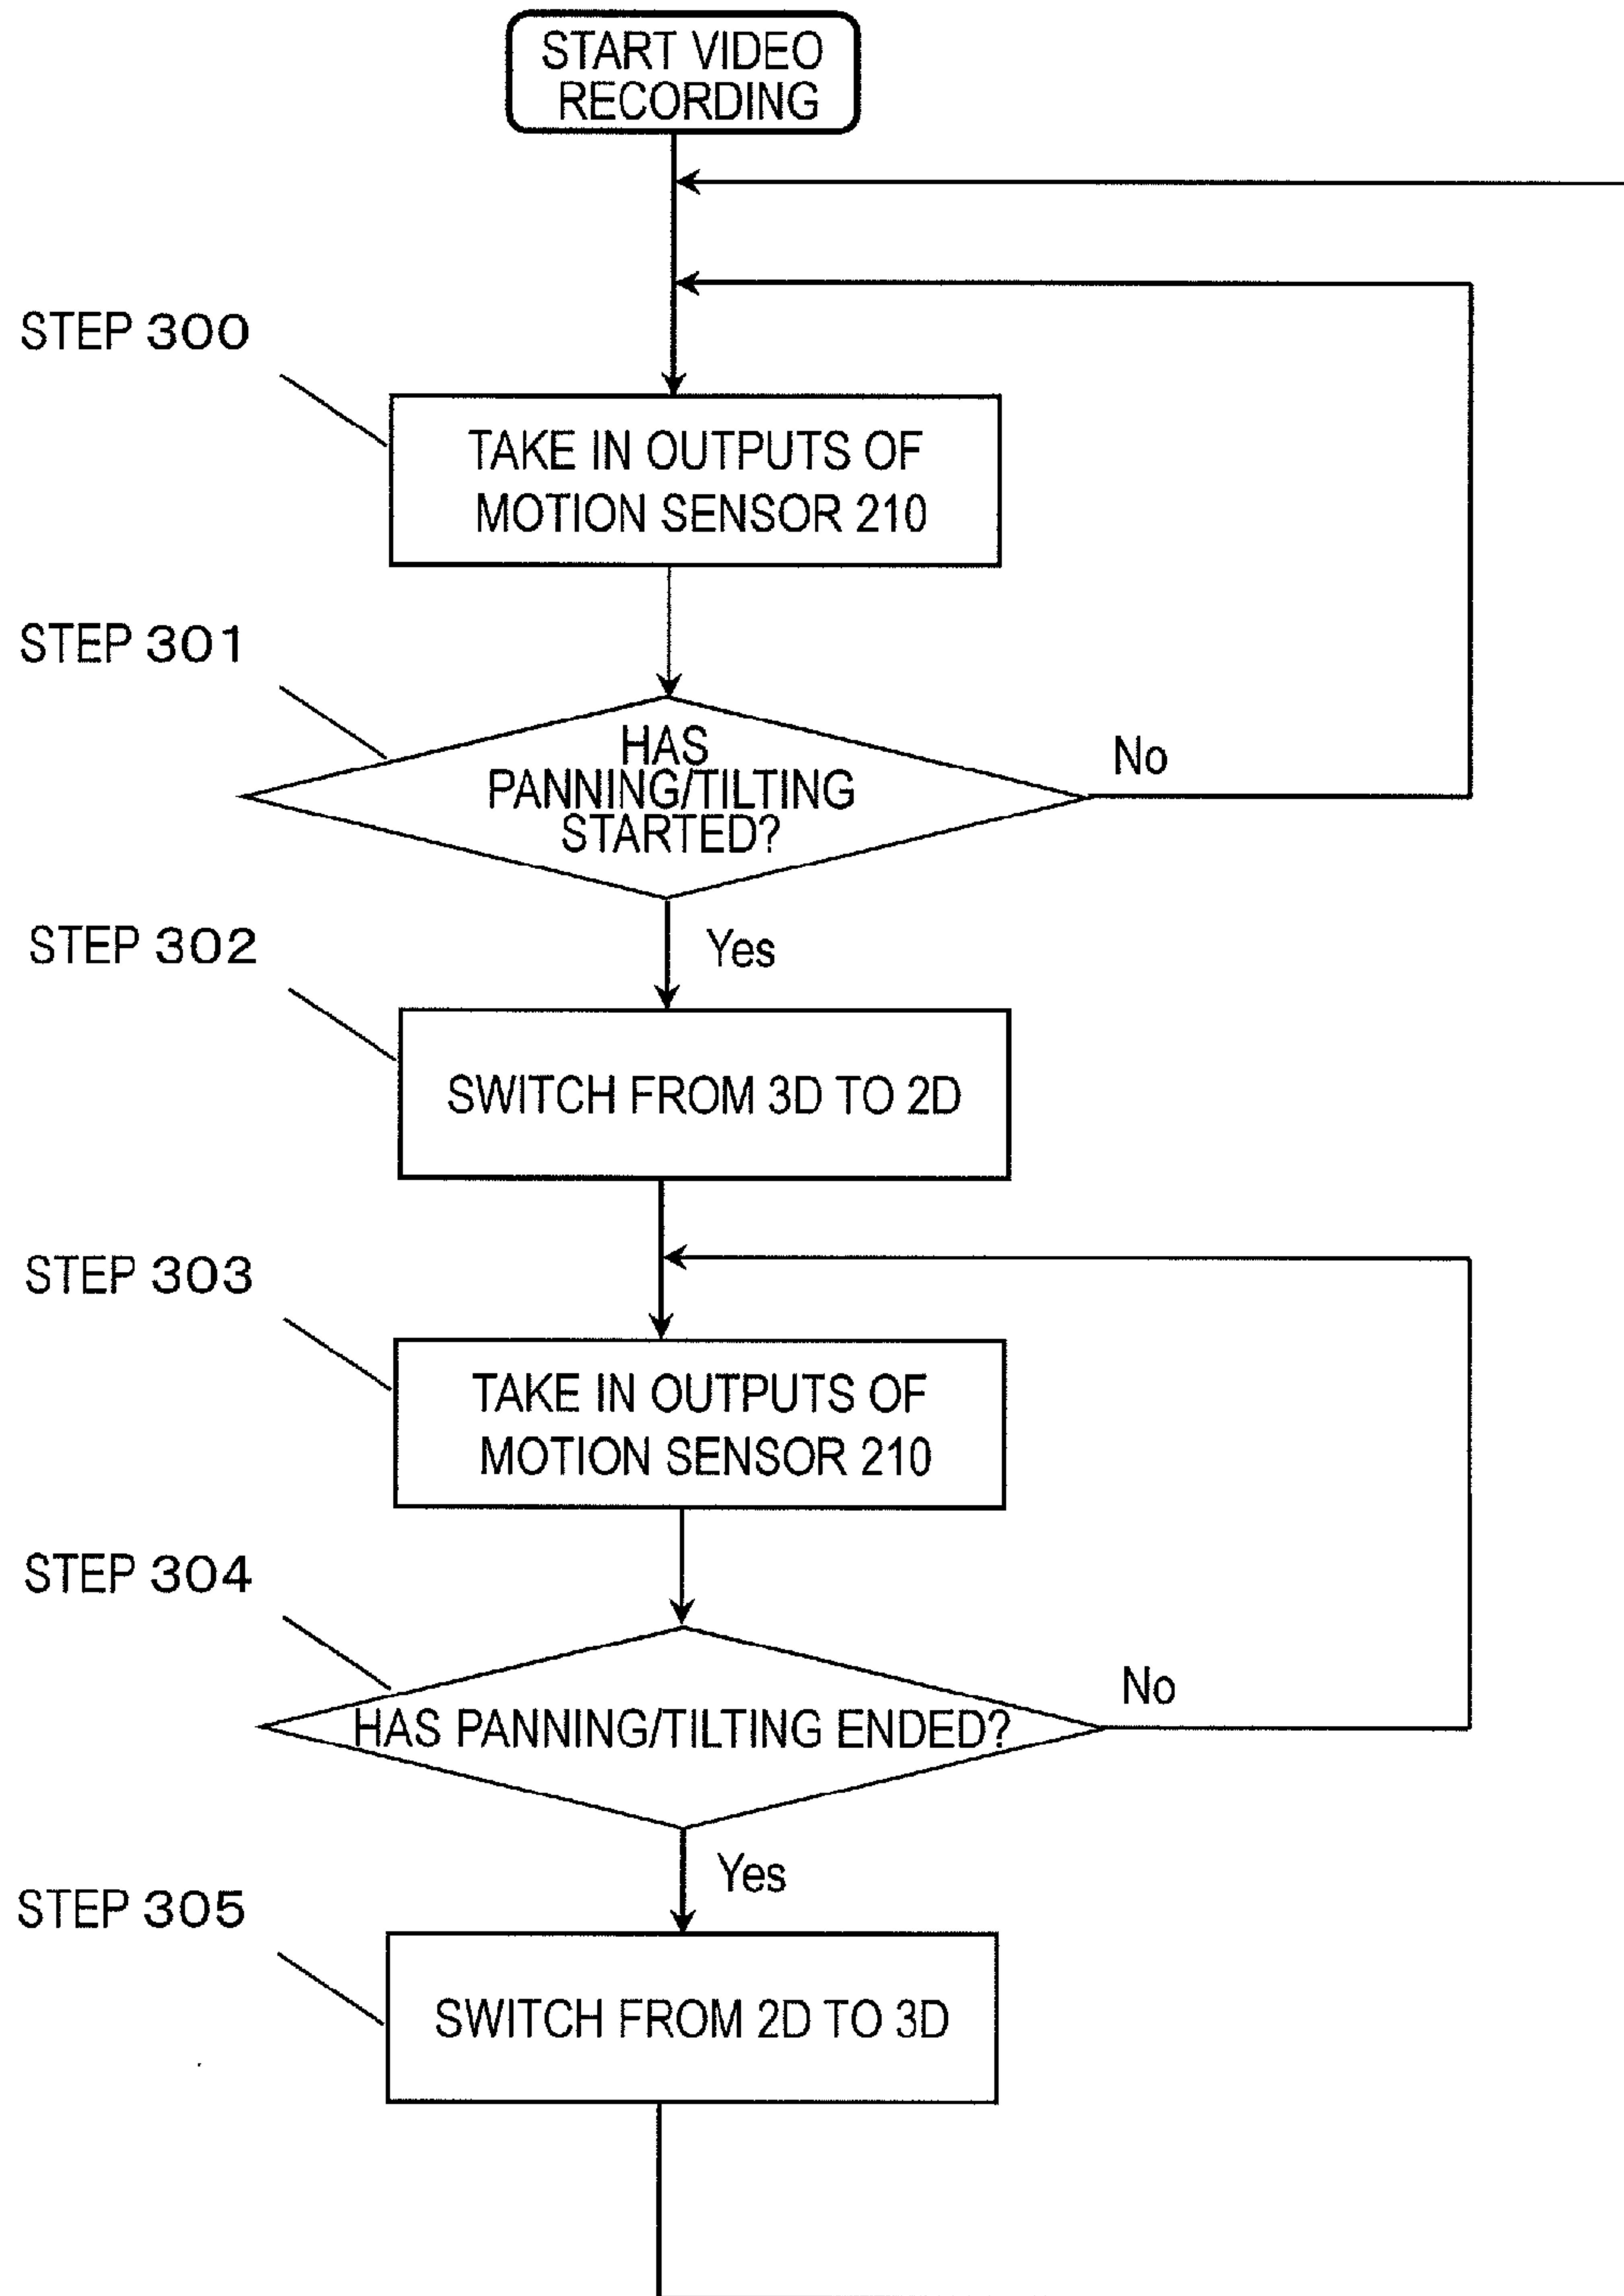 START VIDEO
RECORDING
STEP 300
TAKE IN OUTPUTS OF
MOTION SENSOR 210
STEP 301
HAS
PANNING/TILTING
STARTED?
No
Yes
STEP 302
SWITCH FROM 3D TO 2D
STEP 303
TAKE IN OUTPUTS OF
MOTION SENSOR 210
STEP 304
HAS PANNING/TILTING ENDED?
No
Yes
STEP 305
SWITCH FROM 2D TO 3D